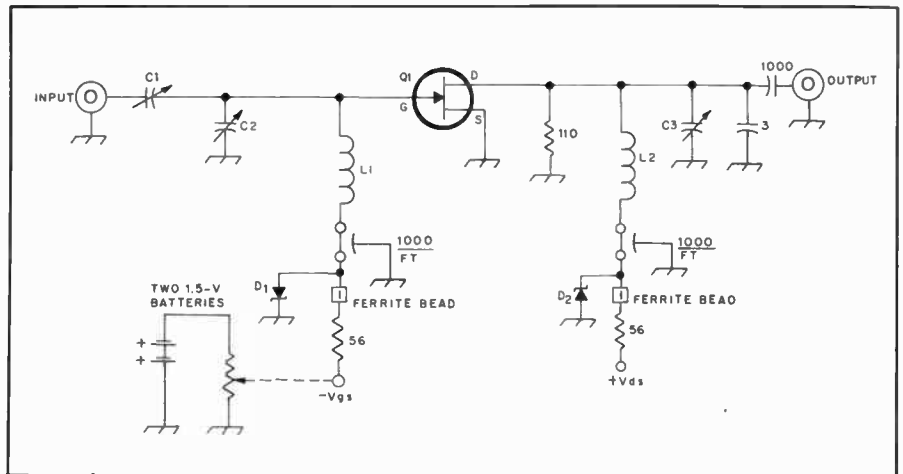 1000
INPUT
C1
Q1
D
OUTPUT
G
S
C2
110
C3
3
L1
L2
1000
FT
1000
FT
TWO 1.5-V
BATTERIES
D1
FERRITE BEAD
D2
FERRITE BEAD
+
+
56
56
-Vgs
+Vds